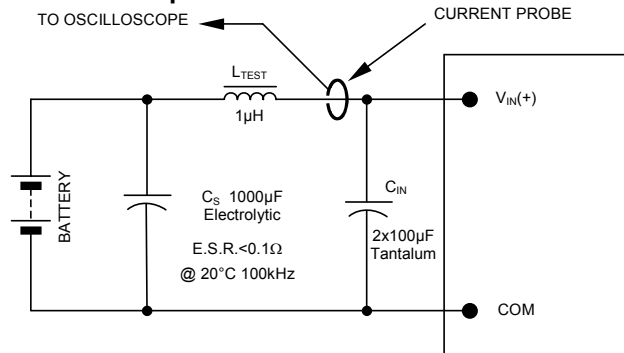 TO OSCILLOSCOPE
CURRENT PROBE
LTEST
1µH
VIN(+)
BATTERY
CS 1000µF
Electrolytic
E.S.R.<0.1Ω
@ 20°C 100kHz
CIN
2x100µF
Tantalum
COM